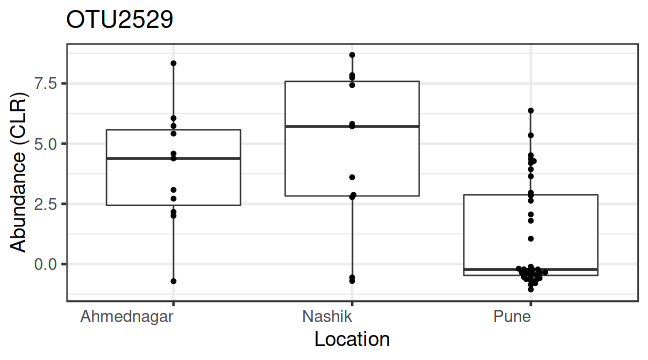 OTU2529
Abundance (CLR)
7.5
5.0
2.5
0.0
Ahmednagar
Nashik
Pune
Location